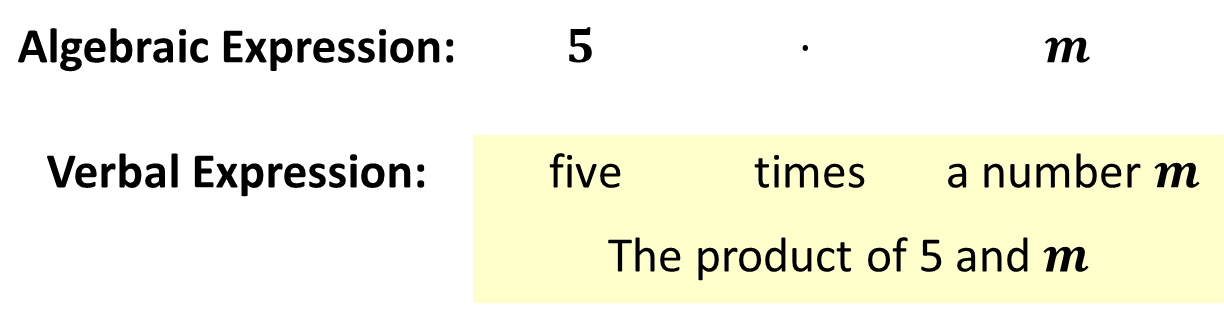 Algebraic Expression: 5 · m
Verbal Expression: five times a number m
The product of 5 and m